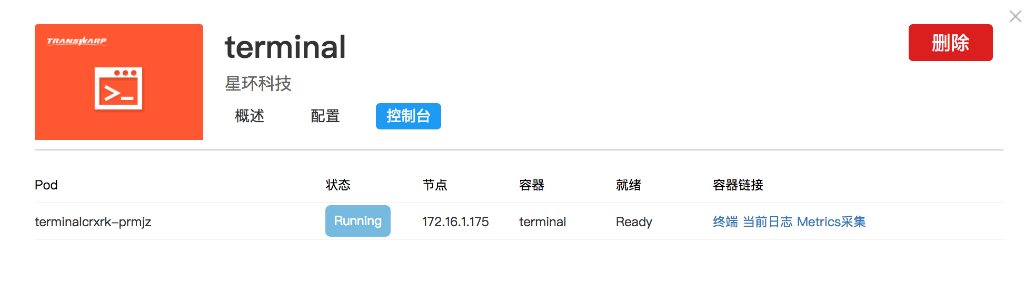 TRANSWARP
terminal
删除
星环科技
概述 配置 控制台
Pod 状态 节点 容器 就绪 容器链接
terminalcrxrk-prmjz Running 172.16.1.175 terminal Ready 终端 当前日志 Metrics采集